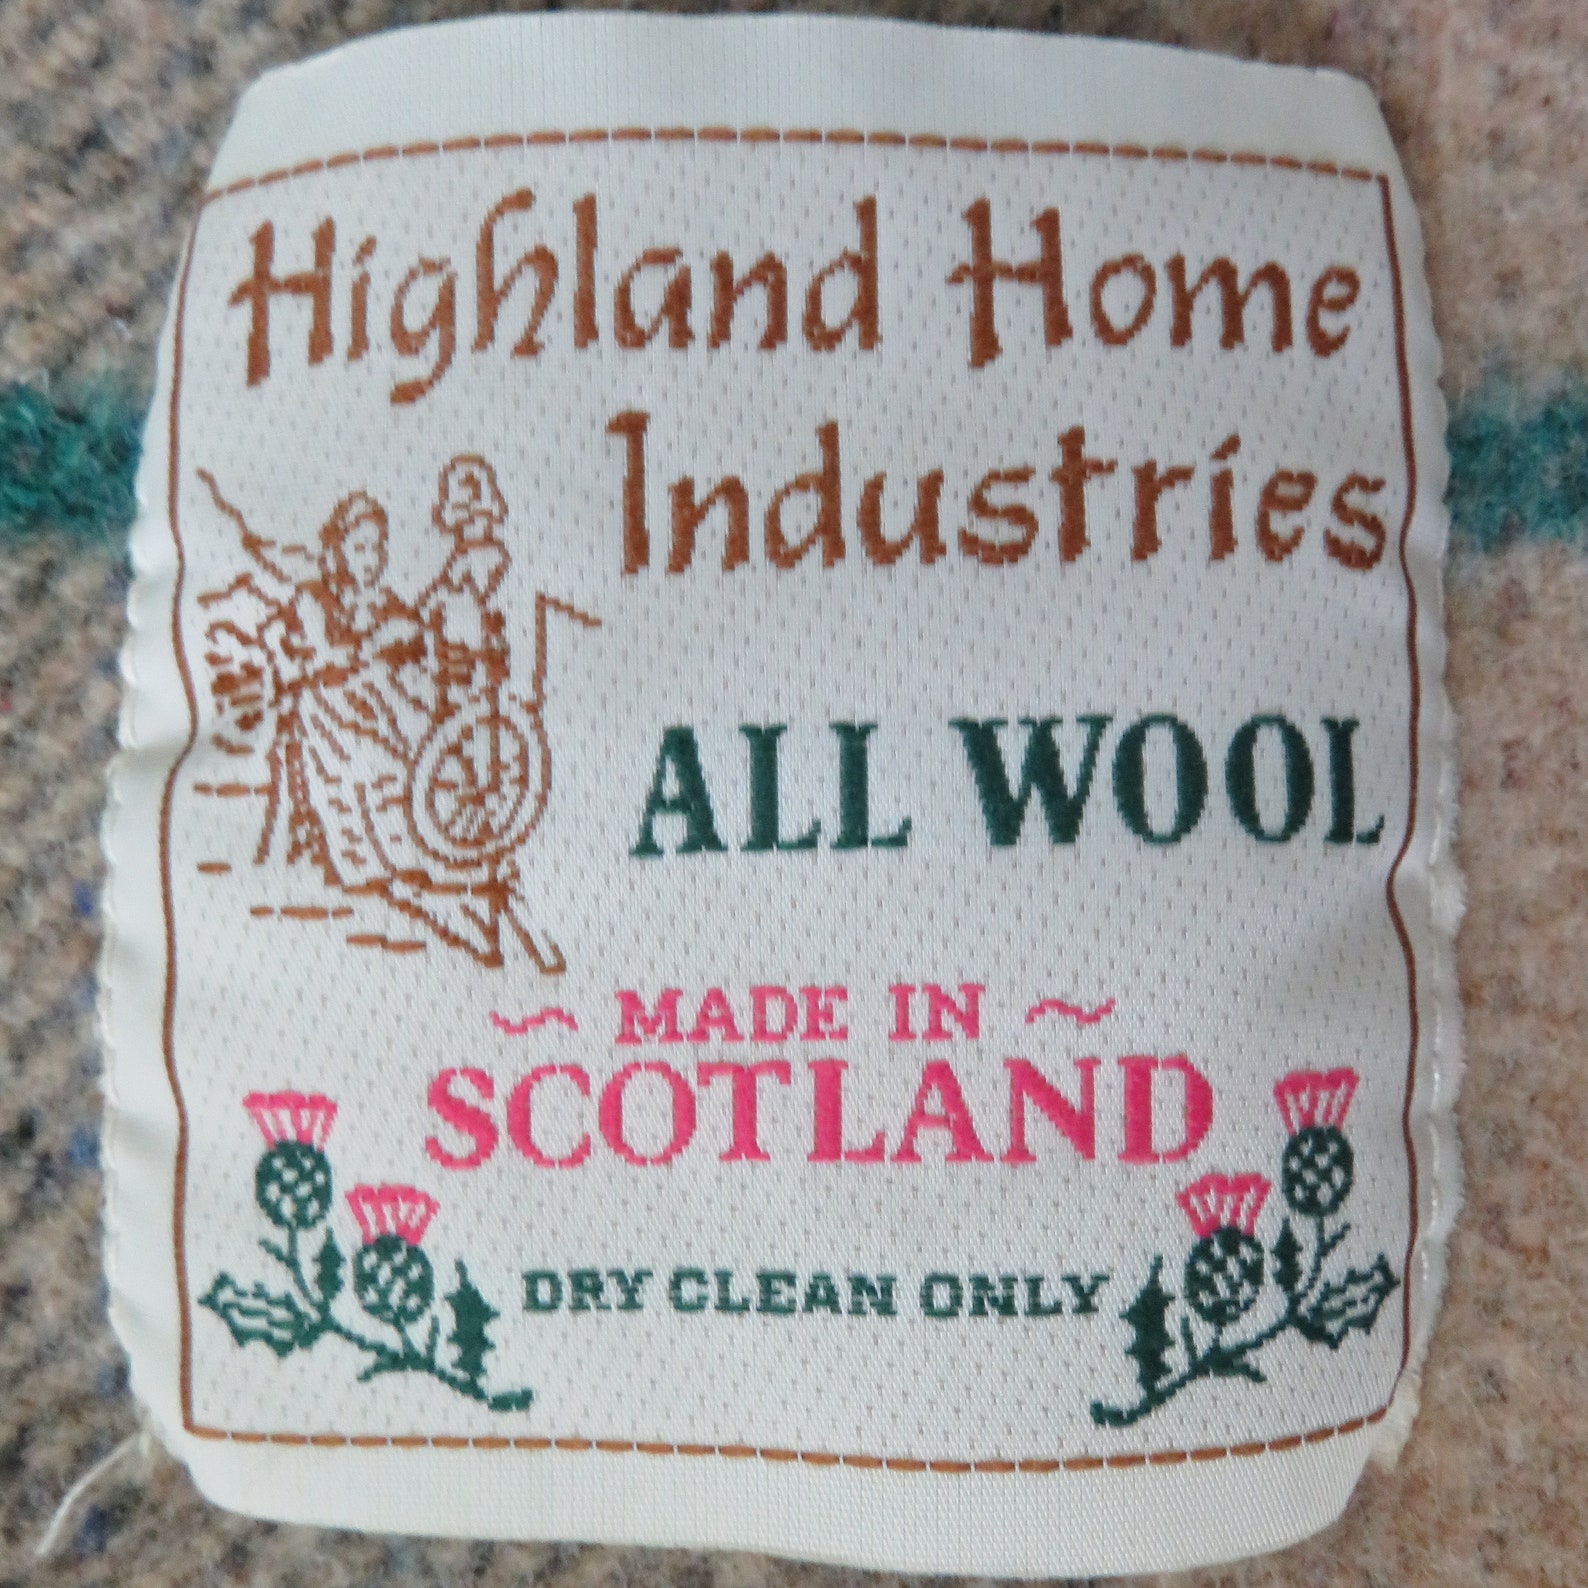 Highland Home
Industries
ALL WOOL
~ MADE IN ~
SCOTLAND
DRY CLEAN ONLY